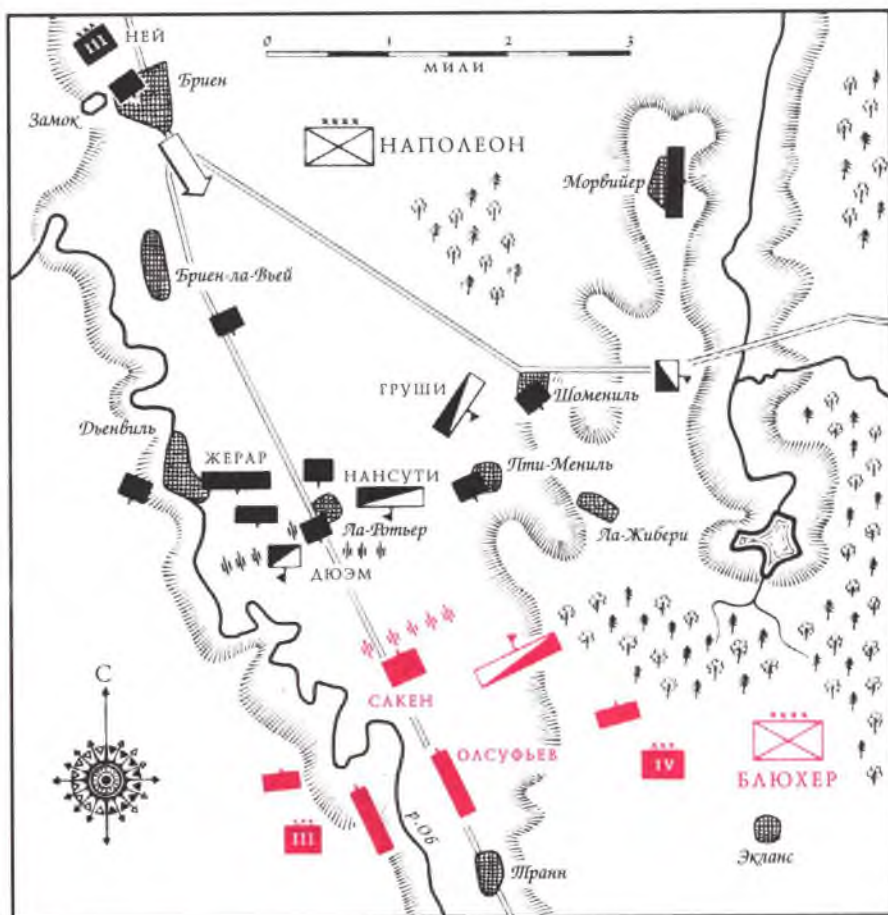 III
НЕЙ
Бриен
Замок
0 1 2 3
МИЛИ
НАПОЛЕОН
Морвийер
Бриен-ла-Вьей
ГРУШИ
Шомениль
Дьенвиль
ЖЕРАР
НАНСУТИ
Пти-Мениль
Ла-Ротьер
Ла-Жибери
ДЮЭМ
С
САКЕН
ОЛСУФЬЕВ
IV
БЛЮХЕР
III
р.Об
Экланс
Транн